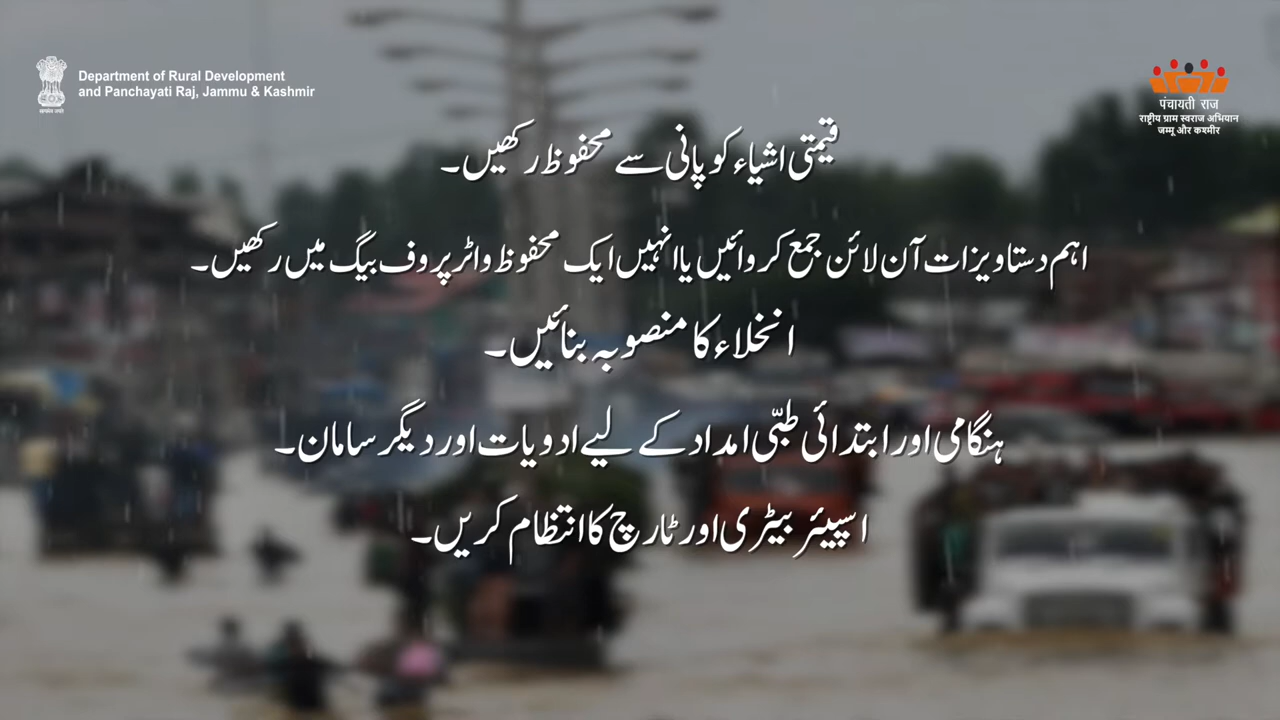 Department of Rural Development
and Panchayati Raj, Jammu & Kashmir
पंचायती राज
राष्ट्रीय ग्राम स्वराज अभियान
जम्मू और कश्मीर
قیمتی اشیاء کو پانی سے محفوظ رکھیں۔
اہم دستاویزات آن لائن جمع کروائیں یا انہیں ایک محفوظ واٹر پروف بیگ میں رکھیں۔
انخلاء کا منصوبہ بنائیں۔
ہنگامی اور ابتدائی طبّی امداد کے لیے ادویات اور دیگر سامان۔
اسپیئر بیٹری اور ٹارچ کا انتظام کریں۔